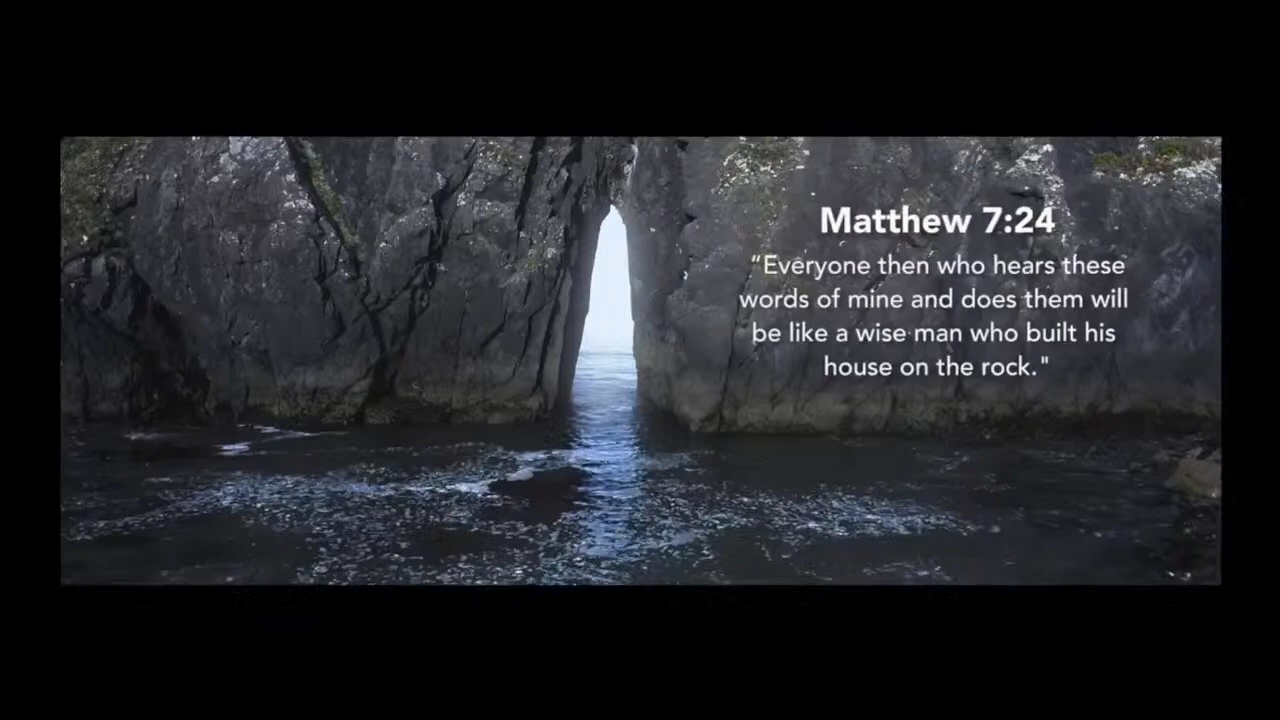 Matthew 7:24
“Everyone then who hears these
words of mine and does them will
be like a wise man who built his
house on the rock."